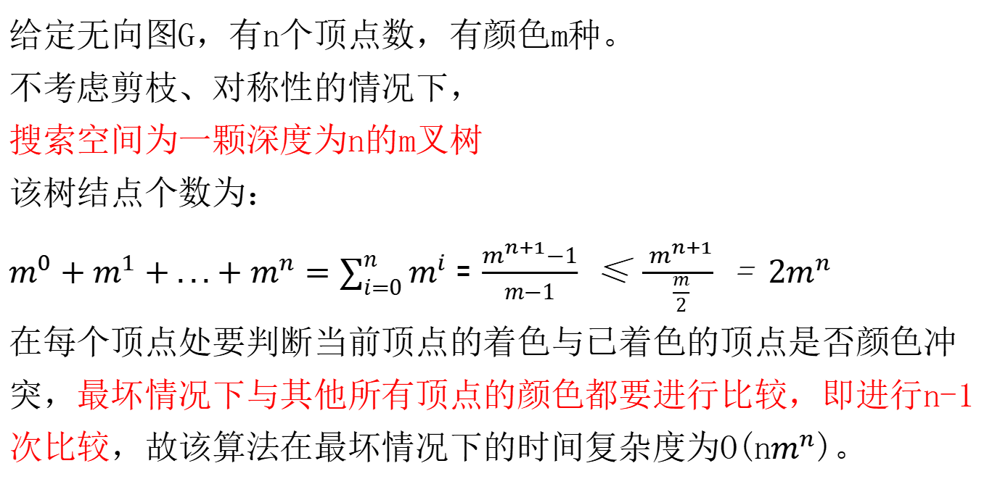 给定无向图G，有n个顶点数，有颜色m种。
不考虑剪枝、对称性的情况下，
搜索空间为一颗深度为n的m叉树
该树结点个数为：
$m^0 + m^1 + \ldots + m^n = \sum_{i=0}^{n} m^i = \frac{m^{n+1}-1}{m-1} \leqslant \frac{m^{n+1}}{\frac{m}{2}} = 2m^n$
在每个顶点处要判断当前顶点的着色与已着色的顶点是否颜色冲
突，最坏情况下与其他所有顶点的颜色都要进行比较，即进行n-1
次比较，故该算法在最坏情况下的时间复杂度为O(n$m^n$)。